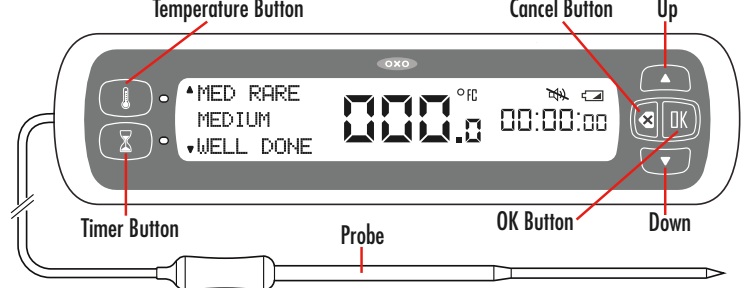 Temperature Button
Cancel Button
Up
OXO
MED RARE
MEDIUM
WELL DONE
000.0
°FC
00:00:00
OK
Timer Button
Probe
OK Button
Down